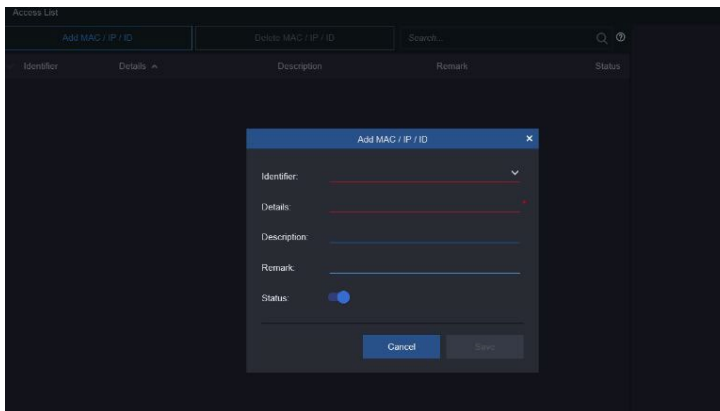 Access List
Add MAC / IP / ID Delete MAC / IP / ID Search...
Identifier Details Description Remark Status
Add MAC / IP / ID ×
Identifier:
Details: *
Description:
Remark:
Status:
Cancel Save